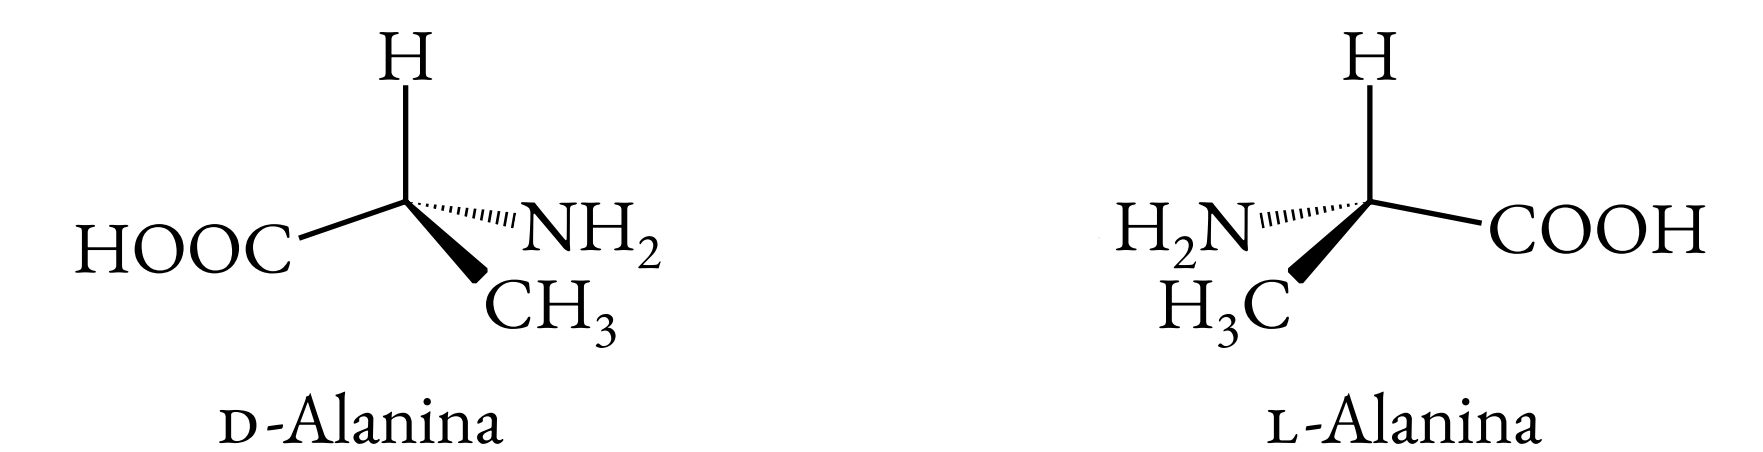 H H
HOOC NH₂ H₂N COOH
CH₃ H₃C
D-Alanina L-Alanina